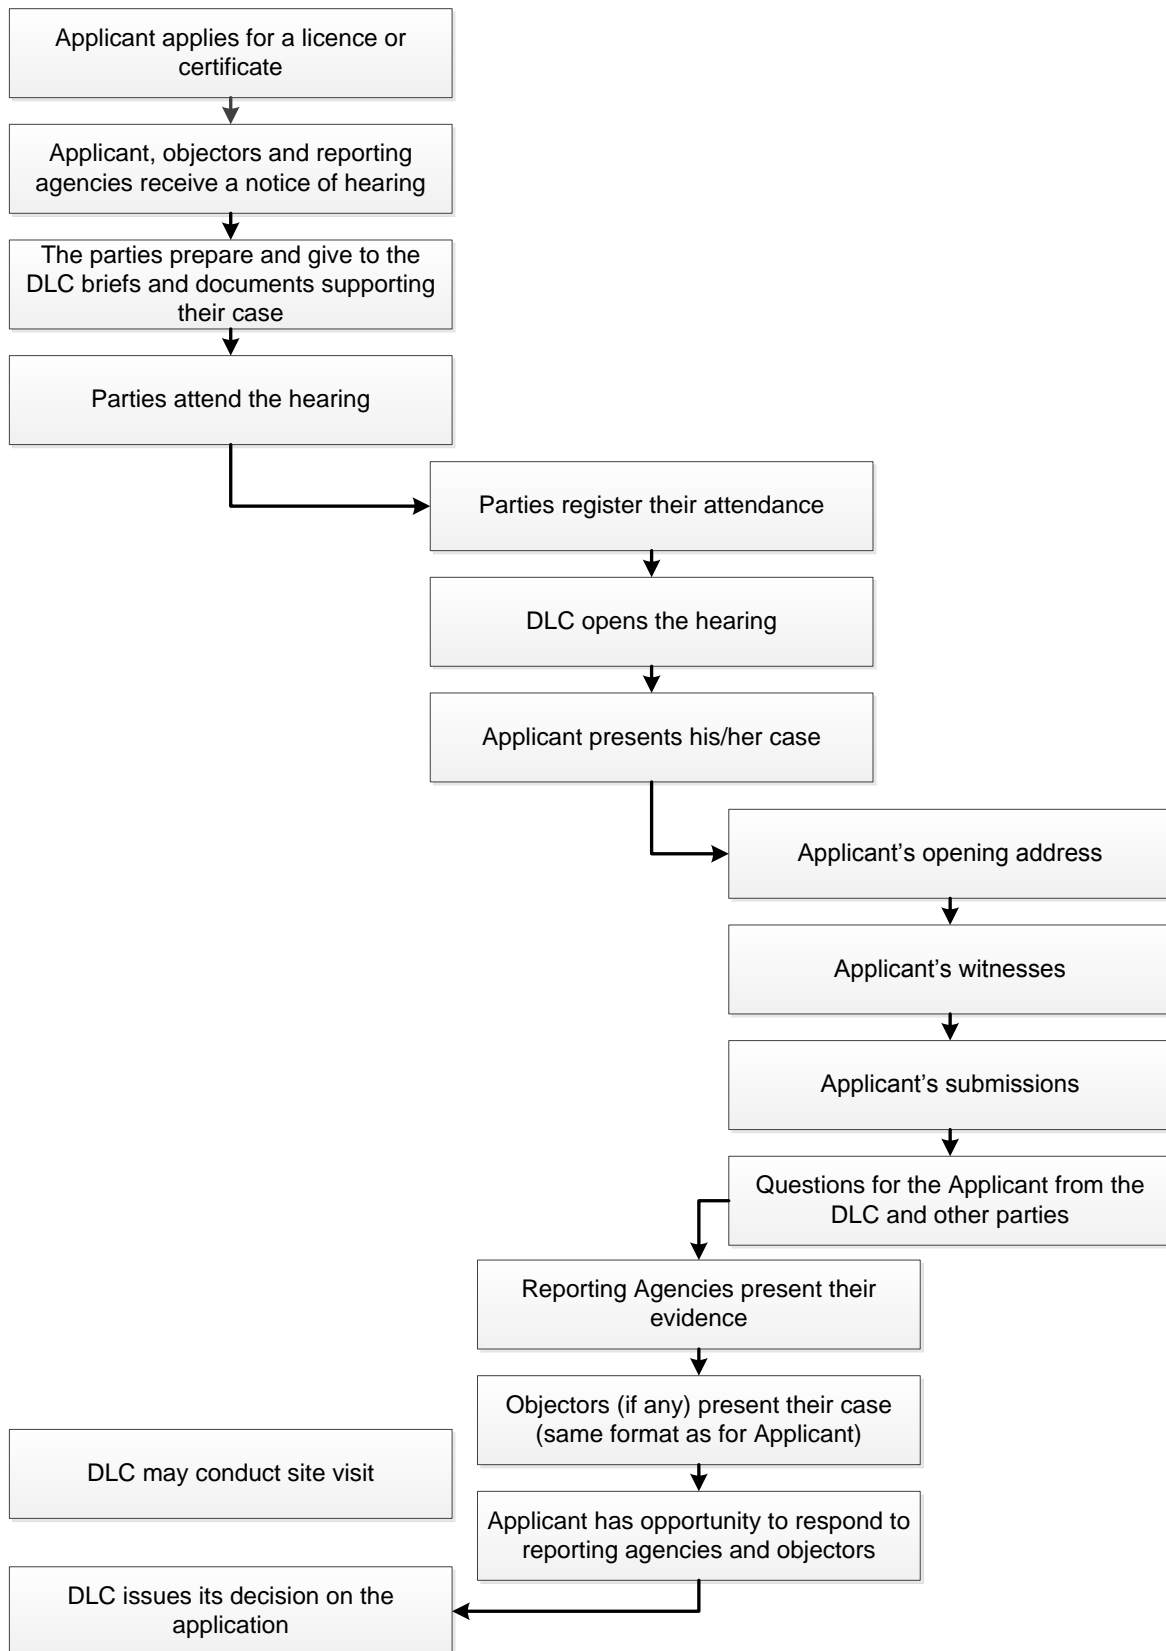 Applicant applies for a licence or
certificate
Applicant, objectors and reporting
agencies receive a notice of hearing
The parties prepare and give to the
DLC briefs and documents supporting
their case
Parties attend the hearing
Parties register their attendance
DLC opens the hearing
Applicant presents his/her case
Applicant’s opening address
Applicant’s witnesses
Applicant’s submissions
Questions for the Applicant from the
DLC and other parties
Reporting Agencies present their
evidence
Objectors (if any) present their case
(same format as for Applicant)
DLC may conduct site visit
Applicant has opportunity to respond to
reporting agencies and objectors
DLC issues its decision on the
application